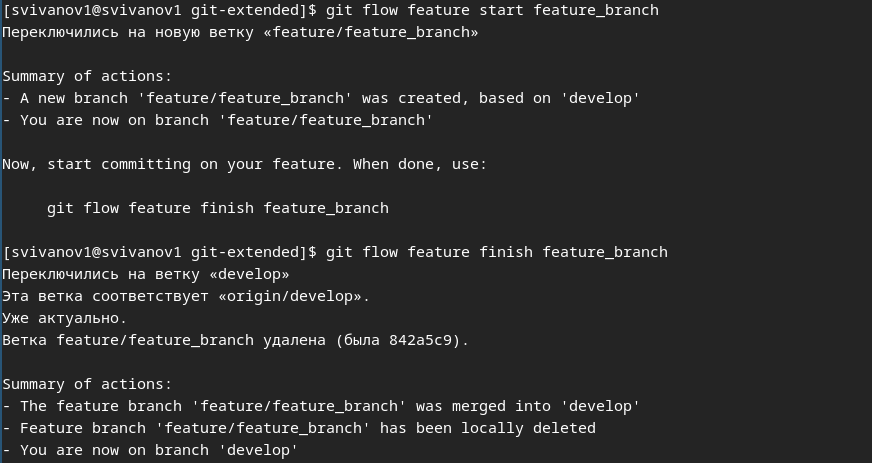 [svivanov1@svivanov1 git-extended]$ git flow feature start feature_branch
Переключились на новую ветку «feature/feature_branch»
Summary of actions:
- A new branch 'feature/feature_branch' was created, based on 'develop'
- You are now on branch 'feature/feature_branch'
Now, start committing on your feature. When done, use:
git flow feature finish feature_branch
[svivanov1@svivanov1 git-extended]$ git flow feature finish feature_branch
Переключились на ветку «develop»
Эта ветка соответствует «origin/develop».
Уже актуально.
Ветка feature/feature_branch удалена (была 842a5c9).
Summary of actions:
- The feature branch 'feature/feature_branch' was merged into 'develop'
- Feature branch 'feature/feature_branch' has been locally deleted
- You are now on branch 'develop'